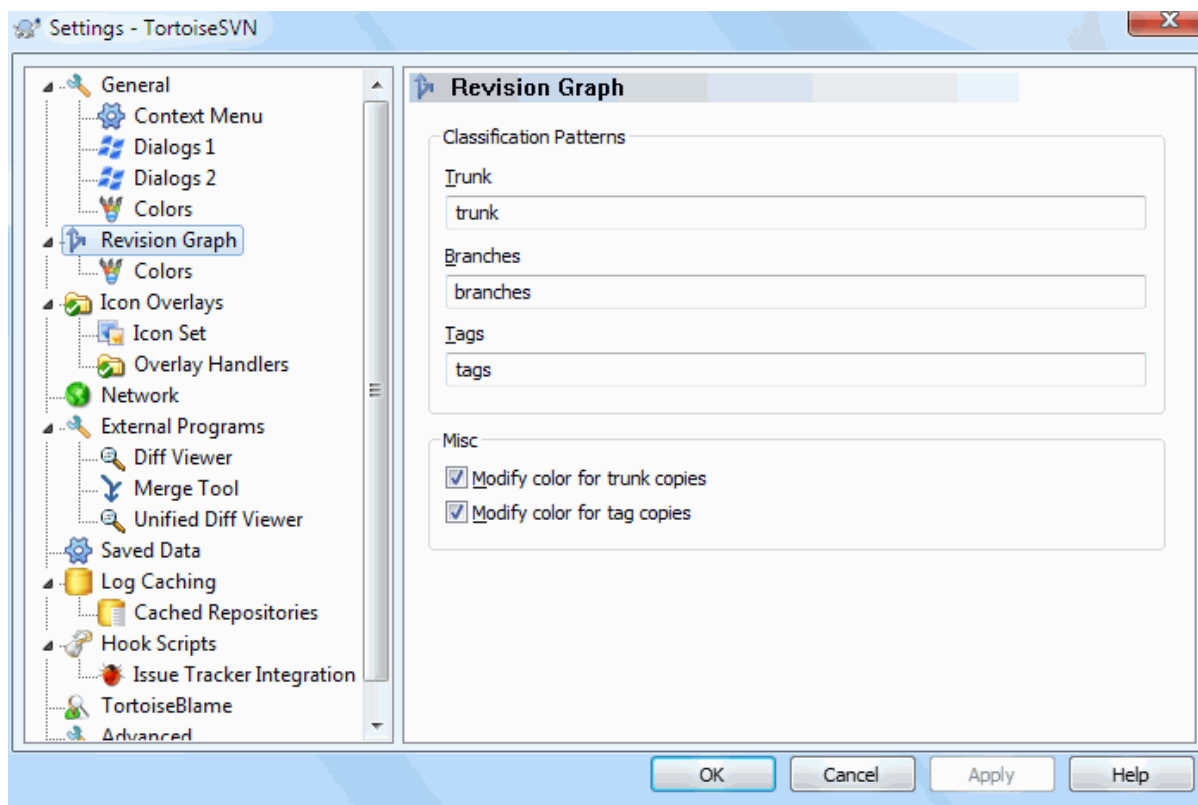 Settings - TortoiseSVN
General
Context Menu
Dialogs 1
Dialogs 2
Colors
Revision Graph
Colors
Icon Overlays
Icon Set
Overlay Handlers
Network
External Programs
Diff Viewer
Merge Tool
Unified Diff Viewer
Saved Data
Log Caching
Cached Repositories
Hook Scripts
Issue Tracker Integration
TortoiseBlame
Advanced
Revision Graph
Classification Patterns
Trunk
trunk
Branches
branches
Tags
tags
Misc
Modify color for trunk copies
Modify color for tag copies
OK
Cancel
Apply
Help